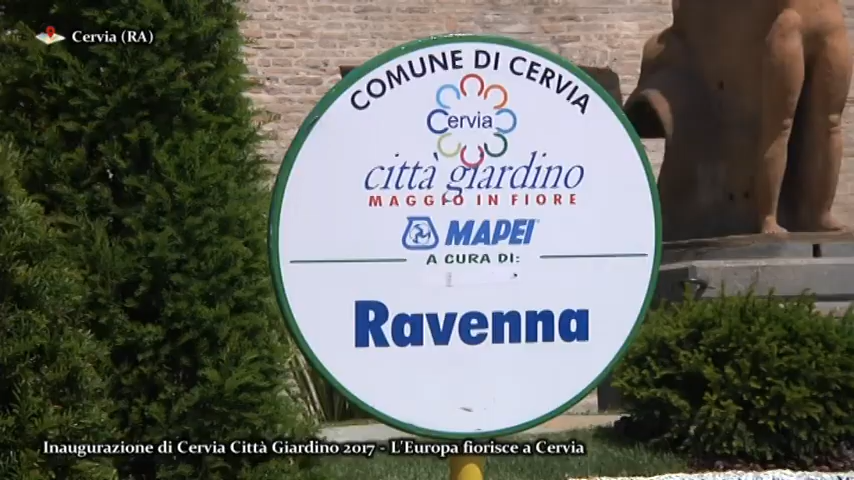 Cervia (RA)
COMUNE DI CERVIA
Cervia
città giardino
MAGGIO IN FIORE
MAPEI
A CURA DI:
Ravenna
Inaugurazione di Cervia Città Giardino 2017 - L'Europa fiorisce a Cervia